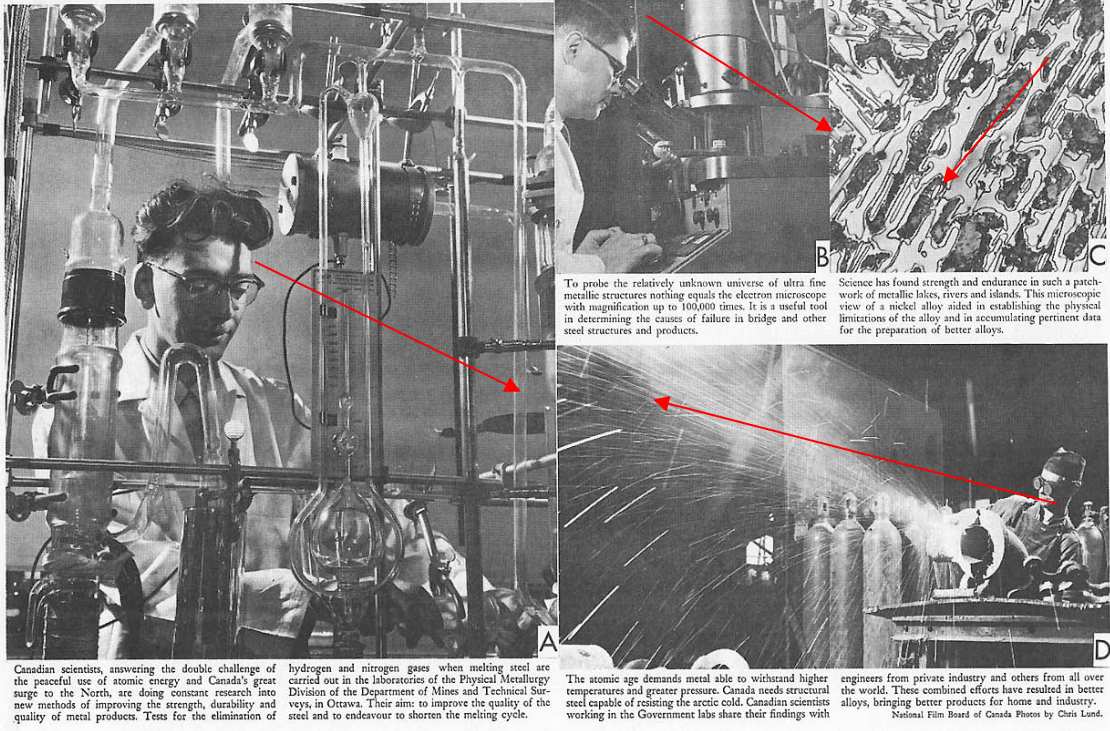 B
C
To probe the relatively unknown universe of ultra fine
metallic structures nothing equals the electron microscope
with magnification up to 100,000 times. It is a useful tool
in determining the causes of failure in bridge and other
steel structures and products.
Science has found strength and endurance in such a patch-
work of metallic lakes, rivers and islands. This microscopic
view of a nickel alloy aided in establishing the physical
limitations of the alloy and in accumulating pertinent data
for the preparation of better alloys.
A
D
Canadian scientists, answering the double challenge of
the peaceful use of atomic energy and Canada's great
surge to the North, are doing constant research into
new methods of improving the strength, durability and
quality of metal products. Tests for the elimination of
hydrogen and nitrogen gases when melting steel are
carried out in the laboratories of the Physical Metallurgy
Division of the Department of Mines and Technical Sur-
veys, in Ottawa. Their aim: to improve the quality of the
steel and to endeavour to shorten the melting cycle.
The atomic age demands metal able to withstand higher
temperatures and greater pressure. Canada needs structural
steel capable of resisting the arctic cold. Canadian scientists
working in the Government labs share their findings with
engineers from private industry and others from all over
the world. These combined efforts have resulted in better
alloys, bringing better products for home and industry.
National Film Board of Canada Photos by Chris Lund.